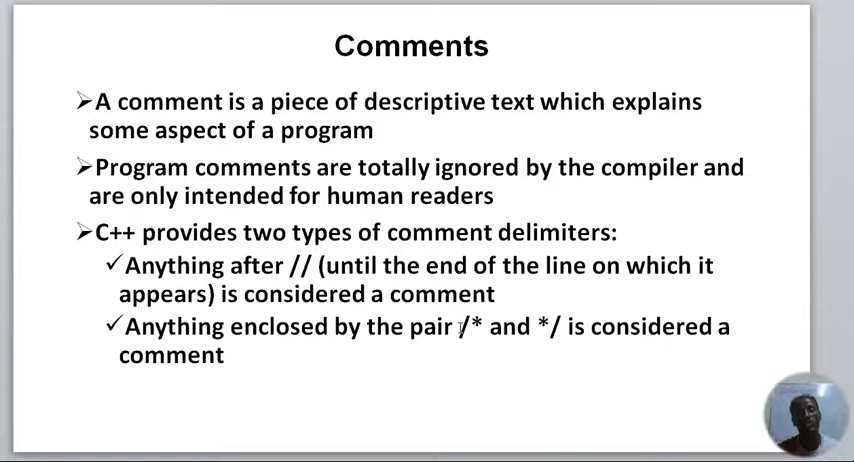 Comments
➢A comment is a piece of descriptive text which explains
some aspect of a program
➢Program comments are totally ignored by the compiler and
are only intended for human readers
➢C++ provides two types of comment delimiters:
✓Anything after // (until the end of the line on which it
appears) is considered a comment
✓Anything enclosed by the pair /* and */ is considered a
comment